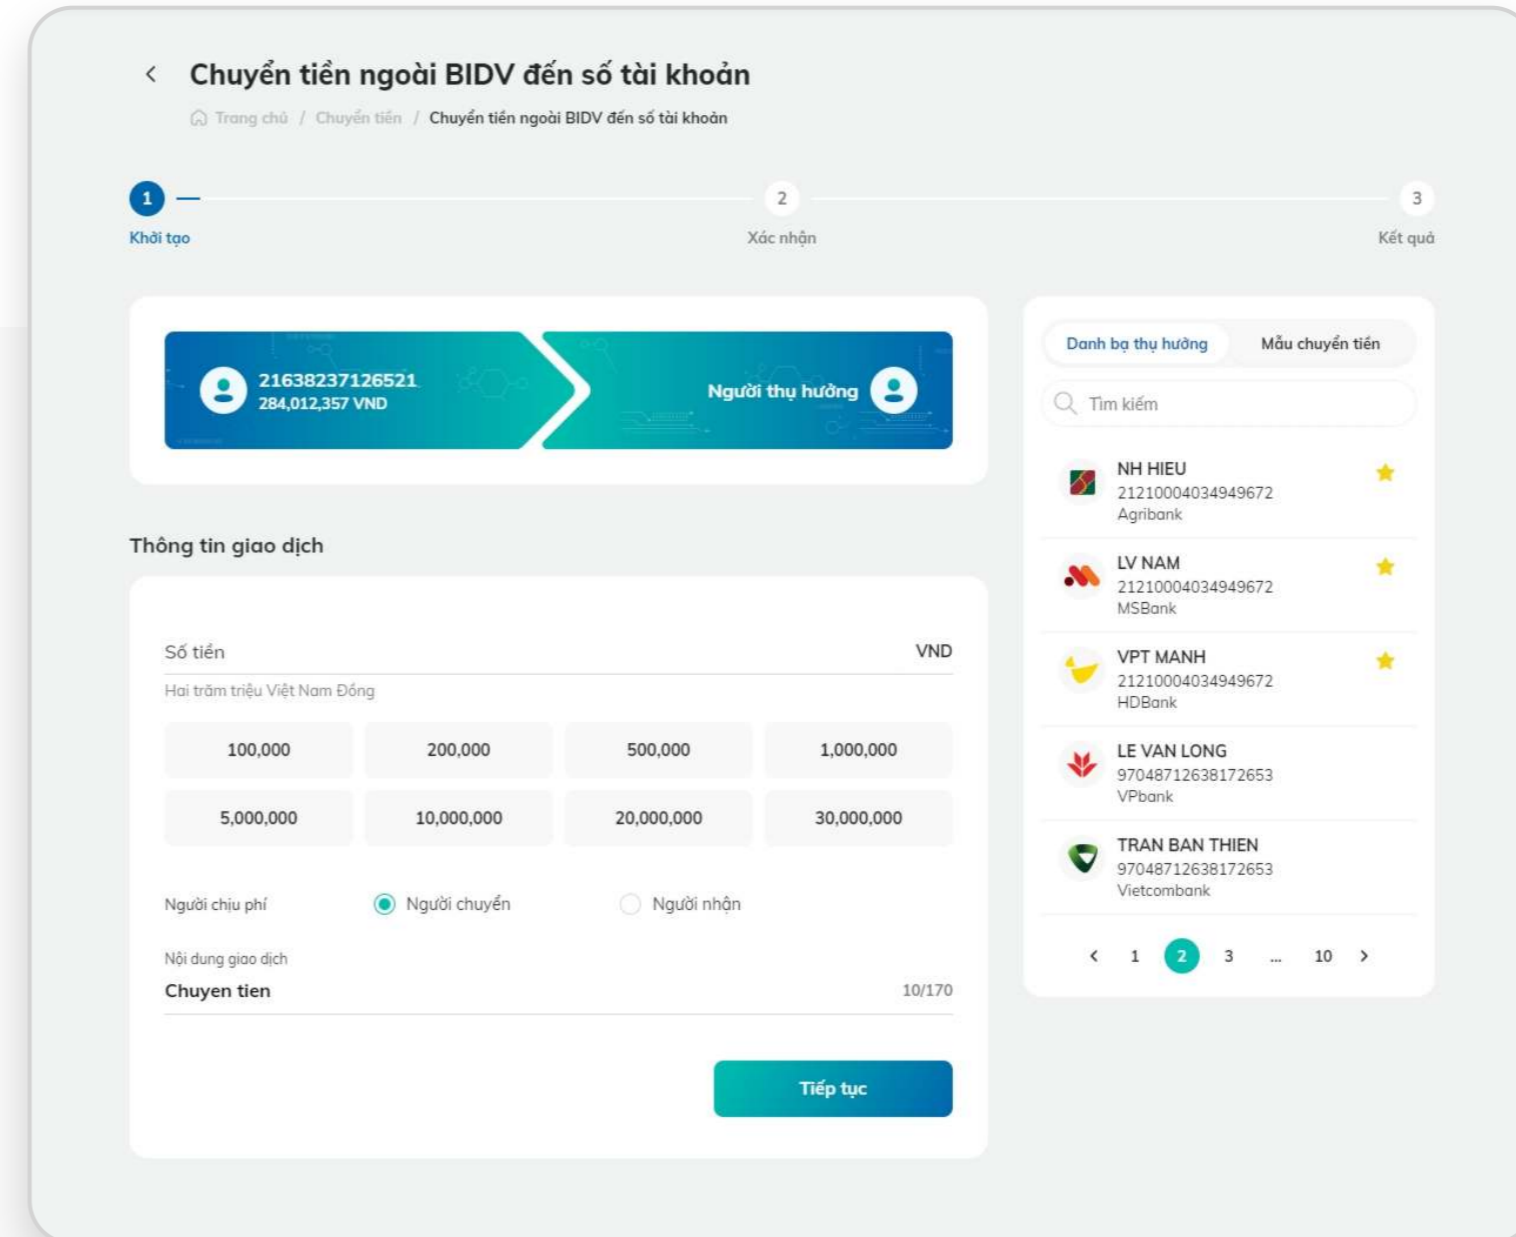 Chuyển tiền ngoài BIDV đến số tài khoản
Trang chủ / Chuyển tiền / Chuyển tiền ngoài BIDV đến số tài khoản
1
2
3
Khởi tạo
Xác nhận
Kết quả
21638237126521
284,012,357 VND
Người thụ hưởng
Thông tin giao dịch
Số tiền VND
Hai trăm triệu Việt Nam Đồng
100,000 200,000 500,000 1,000,000
5,000,000 10,000,000 20,000,000 30,000,000
Người chịu phí Người chuyển Người nhận
Nội dung giao dịch
Chuyen tien 10/170
Tiếp tục
Danh bạ thụ hưởng Mẫu chuyển tiền
Tìm kiếm
NH HIEU
21210004034949672
Agribank
LV NAM
21210004034949672
MSBank
VPT MANH
21210004034949672
HDBank
LE VAN LONG
97048712638172653
VPbank
TRAN BAN THIEN
97048712638172653
Vietcombank
1 2 3 ... 10